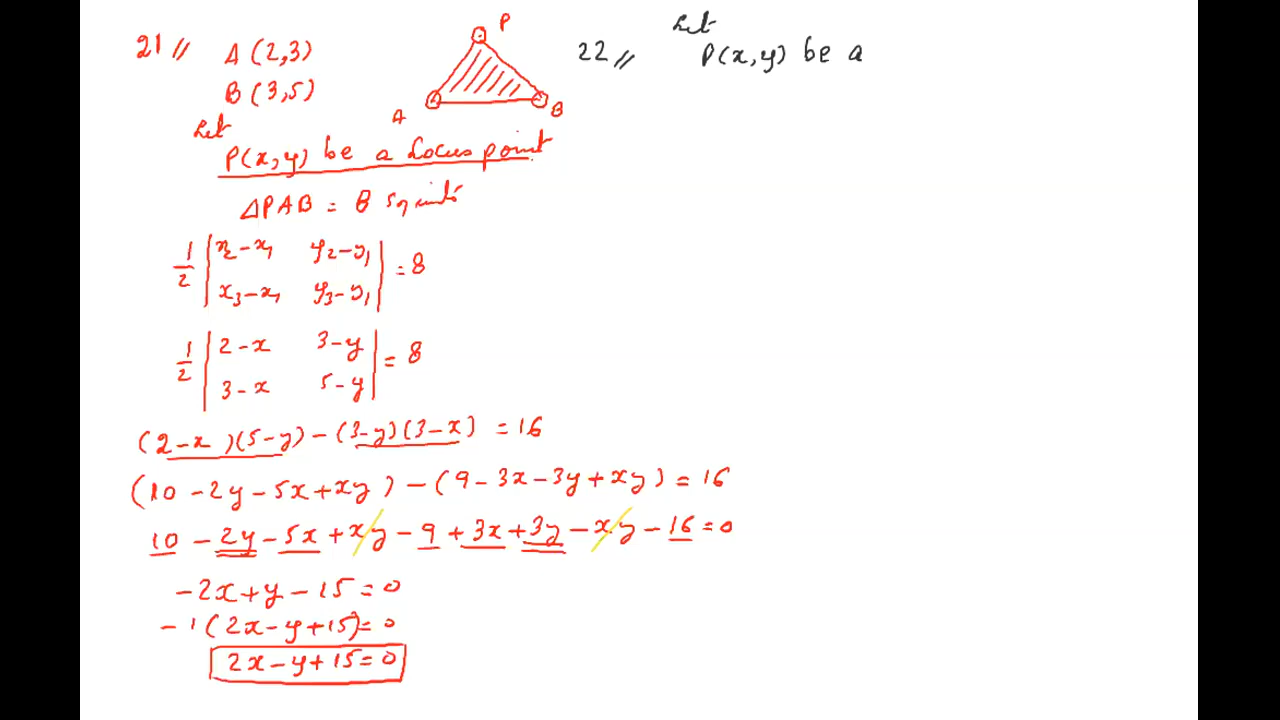 21 //
A (2,3)
B (3,5)
P
A
B
Let
P(x,y) be a Locus point
ΔPAB = 8 sq units
1/2 | x2-x1 y2-y1 |
| x3-x1 y3-y1 | = 8
1/2 | 2-x 3-y |
| 3-x 5-y | = 8
(2-x)(5-y) - (3-y)(3-x) = 16
(10 - 2y - 5x + xy) - (9 - 3x - 3y + xy) = 16
10 - 2y - 5x + xy - 9 + 3x + 3y - xy - 16 = 0
-2x + y - 15 = 0
-1(2x - y + 15) = 0
2x - y + 15 = 0
22 //
Let
P(x,y) be a